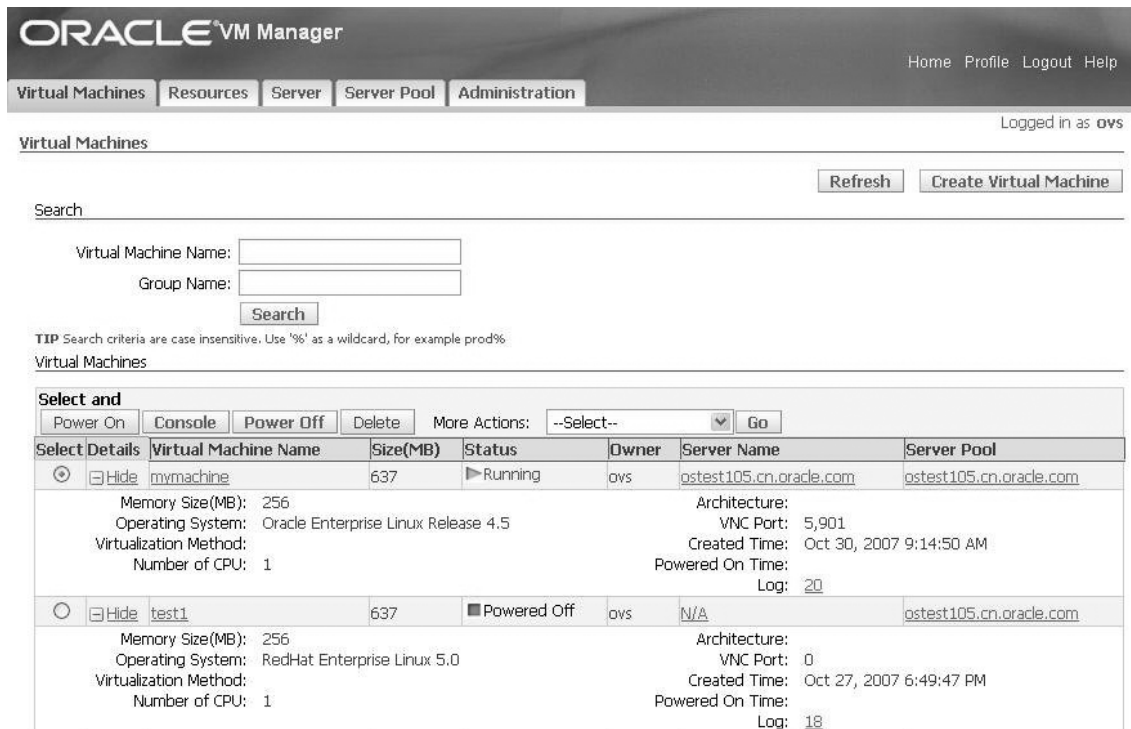 ORACLE VM Manager
Home Profile Logout Help
Virtual Machines Resources Server Server Pool Administration
Logged in as ovs
Virtual Machines
Refresh Create Virtual Machine
Search
Virtual Machine Name:
Group Name:
Search
TIP Search criteria are case insensitive. Use '%' as a wildcard, for example prod%
Virtual Machines
Select and
Power On Console Power Off Delete More Actions: --Select-- Go
Select Details Virtual Machine Name Size(MB) Status Owner Server Name Server Pool
Hide mymachine 637 Running ovs ostest105.cn.oracle.com ostest105.cn.oracle.com
Memory Size(MB): 256 Architecture:
Operating System: Oracle Enterprise Linux Release 4.5 VNC Port: 5,901
Virtualization Method: Created Time: Oct 30, 2007 9:14:50 AM
Number of CPU: 1 Powered On Time:
Log: 20
Hide test1 637 Powered Off ovs N/A ostest105.cn.oracle.com
Memory Size(MB): 256 Architecture:
Operating System: RedHat Enterprise Linux 5.0 VNC Port: 0
Virtualization Method: Created Time: Oct 27, 2007 6:49:47 PM
Number of CPU: 1 Powered On Time:
Log: 18